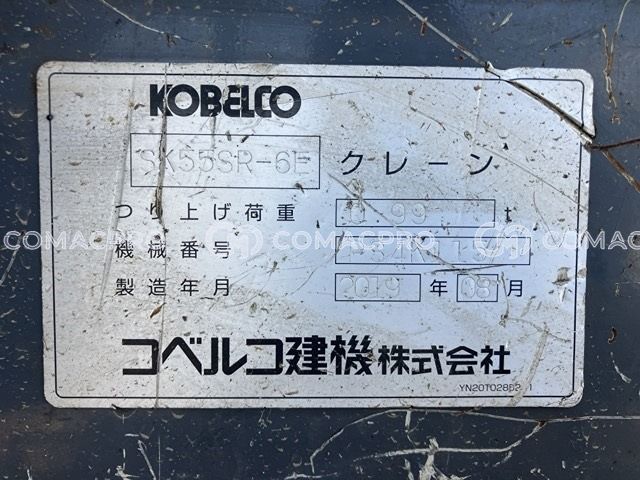 KOBELCO
SK55SR-6E クレーン
つり上げ荷重 0.99 t
COMACPRO COMACPRO COMACPRO
機械番号
製造年月 2019 年 08 月
コベルコ建機株式会社
YN20T02862